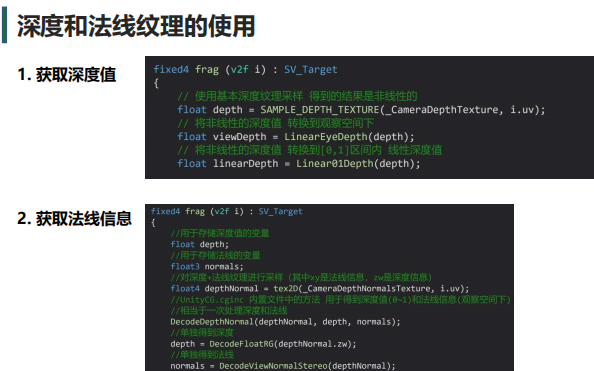 深度和法线纹理的使用
1. 获取深度值
fixed4 frag (v2f i) : SV_Target
{
// 使用基本深度纹理采样 得到的结果是非线性的
float depth = SAMPLE_DEPTH_TEXTURE(_CameraDepthTexture, i.uv);
// 将非线性的深度值 转换到观察空间下
float viewDepth = LinearEyeDepth(depth);
// 将非线性的深度值 转换到[0,1]区间内 线性深度值
float linearDepth = Linear01Depth(depth);
2. 获取法线信息
fixed4 frag (v2f i) : SV_Target
{
//用于存储深度值的变量
float depth;
//用于存储法线的变量
float3 normals;
//对深度+法线纹理进行采样（其中xy是法线信息，zw是深度信息）
float4 depthNormal = tex2D(_CameraDepthNormalsTexture, i.uv);
//UnityCG.cginc 内置文件中的方法 用于得到深度值(0~1)和法线信息(观察空间下)
//相当于一次处理深度和法线
DecodeDepthNormal(depthNormal, depth, normals);
//单独得到深度
depth = DecodeFloatRG(depthNormal.zw);
//单独得到法线
normals = DecodeViewNormalStereo(depthNormal);